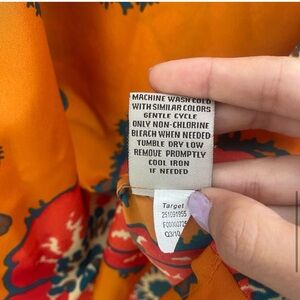 MACHINE WASH COLD
WITH SIMILAR COLORS
GENTLE CYCLE
ONLY NON-CHLORINE
BLEACH WHEN NEEDED
TUMBLE DRY LOW
REMOVE PROMPTLY
COOL IRON
IF NEEDED
Target
251091955